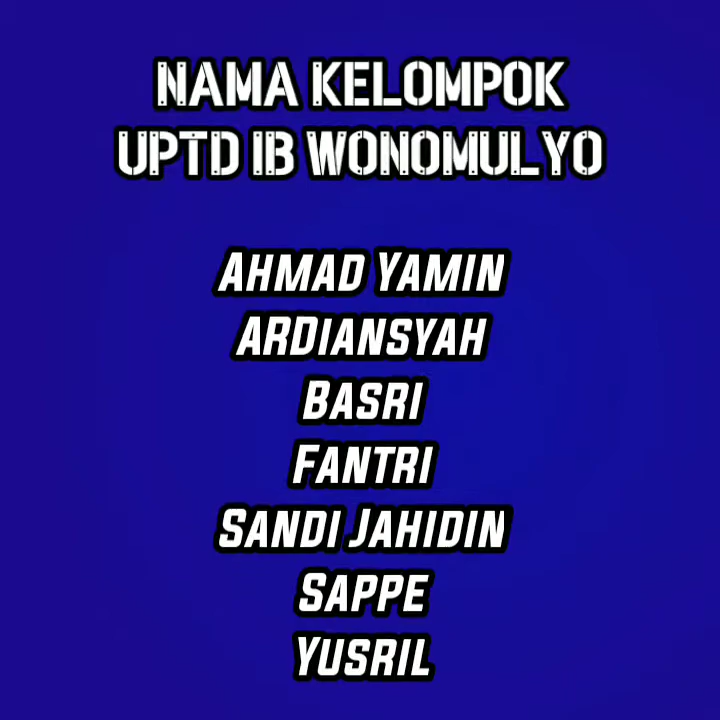 NAMA KELOMPOK
UPTD IB WONOMULYO
AHMAD YAMIN
ARDIANSYAH
BASRI
FANTRI
SANDI JAHIDIN
SAPPE
YUSRIL